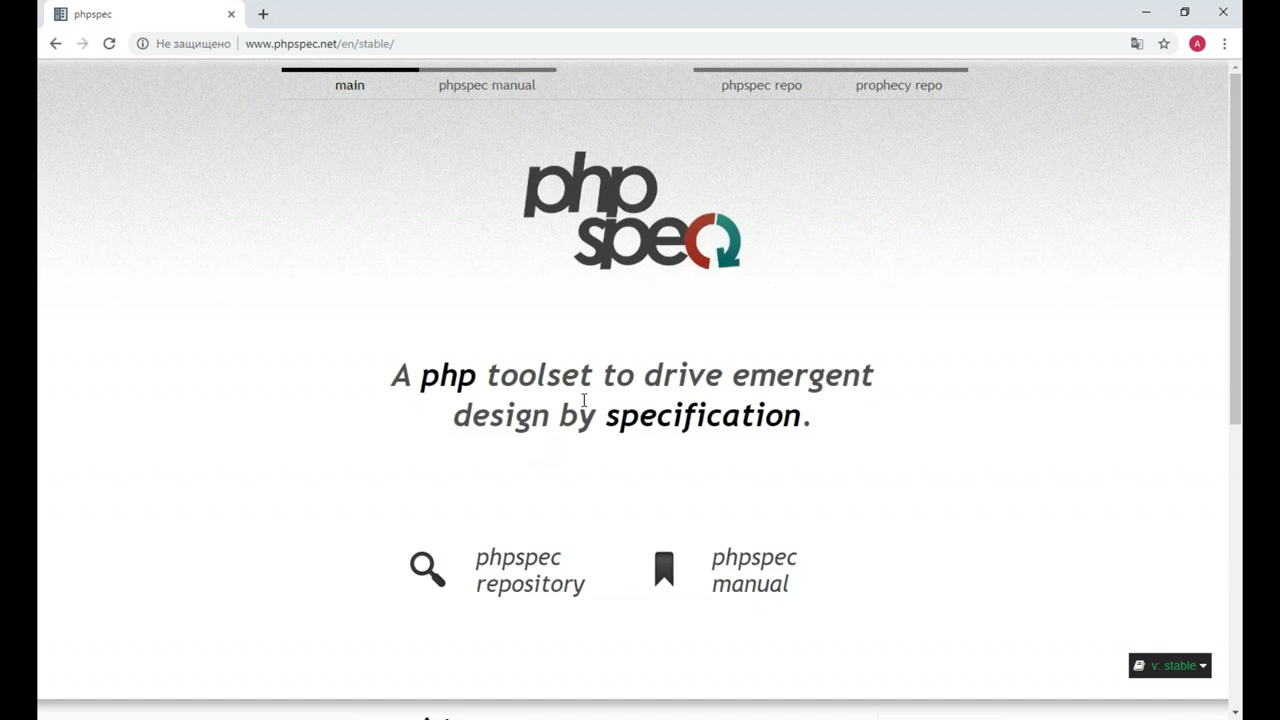 phpspec
Не защищено
www.phpspec.net/en/stable/
A
main
phpspec manual
phpspec repo
prophecy repo
php
spec
A php toolset to drive emergent
design by specification.
phpspec
repository
phpspec
manual
v: stable